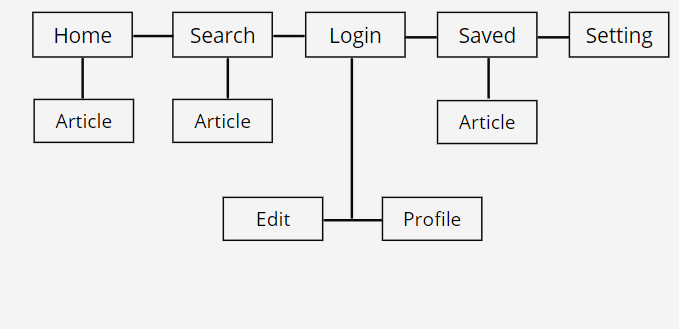 Home
Search
Login
Saved
Setting
Article
Article
Article
Edit
Profile